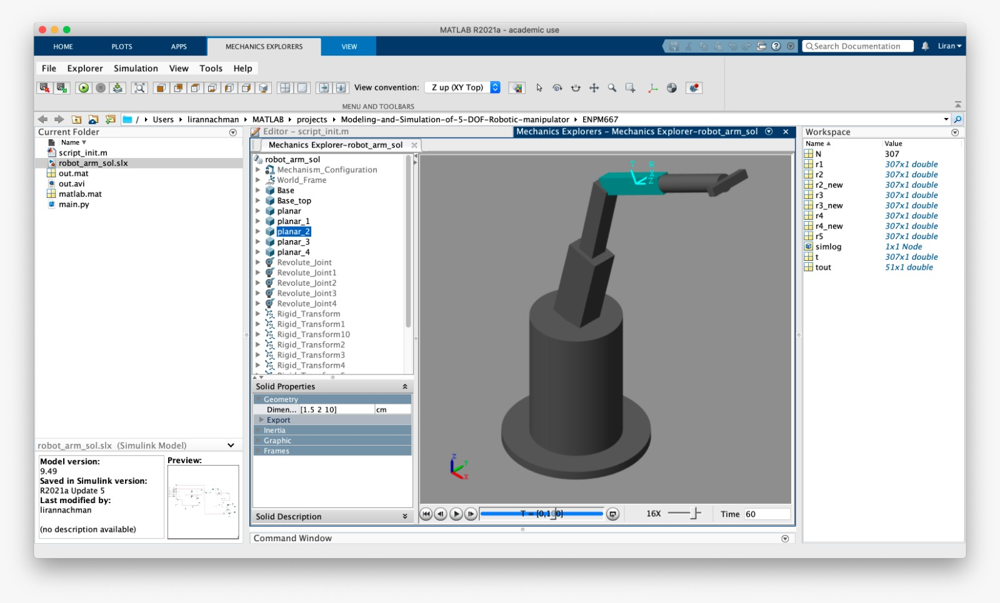 MATLAB R2021a - academic use
HOME PLOTS APPS MECHANICS EXPLORERS VIEW Search Documentation Liran
File Explorer Simulation View Tools Help
View convention: Z up (XY Top)
MENU AND TOOLBARS
/ Users lirannachman MATLAB projects Modeling-and-Simulation-of-5-DOF-Robotic-manipulator ENPM667
Current Folder
Name
script_init.m
robot_arm_sol.slx
out.mat
out.avi
matlab.mat
main.py
robot_arm_sol.slx (Simulink Model)
Model version:
9.49
Saved in Simulink version:
R2021a Update 5
Last modified by:
lirannachman
(no description available)
Preview:
Editor - script_init.m
Mechanics Explorers - Mechanics Explorer-robot_arm_sol
Mechanics Explorer-robot_arm_sol
robot_arm_sol
Mechanism_Configuration
World_Frame
Base
Base_top
planar
planar_1
planar_2
planar_3
planar_4
Revolute_Joint
Revolute_Joint1
Revolute_Joint2
Revolute_Joint3
Revolute_Joint4
Rigid_Transform
Rigid_Transform1
Rigid_Transform10
Rigid_Transform2
Rigid_Transform3
Rigid_Transform4
Solid Properties
Geometry
Dimen... [1.5 2 10] cm
Export
Inertia
Graphic
Frames
Solid Description
Y R
X
Z
Z
Y
X
T = [0,100]
16X
Time 60
Command Window
Workspace
Name Value
N 307
r1 307x1 double
r2 307x1 double
r2_new 307x1 double
r3 307x1 double
r3_new 307x1 double
r4 307x1 double
r4_new 307x1 double
r5 307x1 double
simlog 1x1 Node
t 307x1 double
tout 51x1 double